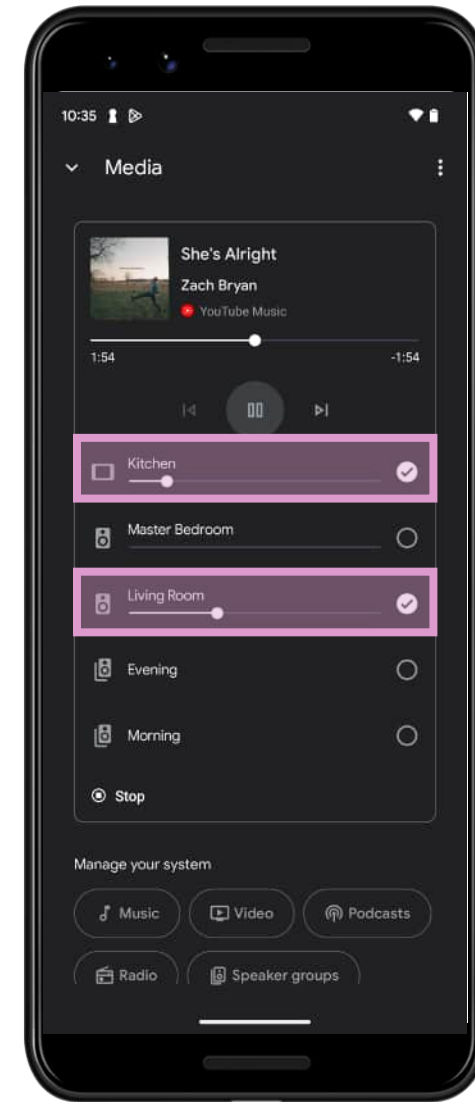 10:35
Media
She's Alright
Zach Bryan
YouTube Music
1:54 -1:54
Kitchen
Master Bedroom
Living Room
Evening
Morning
Stop
Manage your system
Music Video Podcasts
Radio Speaker groups